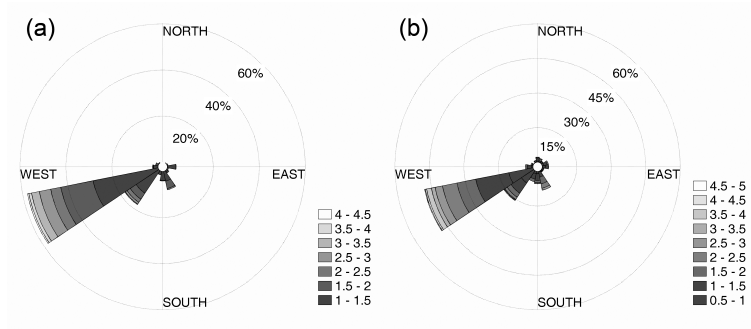 (a)
NORTH
60%
40%
20%
WEST
EAST
SOUTH
4 - 4.5
3.5 - 4
3 - 3.5
2.5 - 3
2 - 2.5
1.5 - 2
1 - 1.5
(b)
NORTH
60%
45%
30%
15%
WEST
EAST
SOUTH
4.5 - 5
4 - 4.5
3.5 - 4
3 - 3.5
2.5 - 3
2 - 2.5
1.5 - 2
1 - 1.5
0.5 - 1